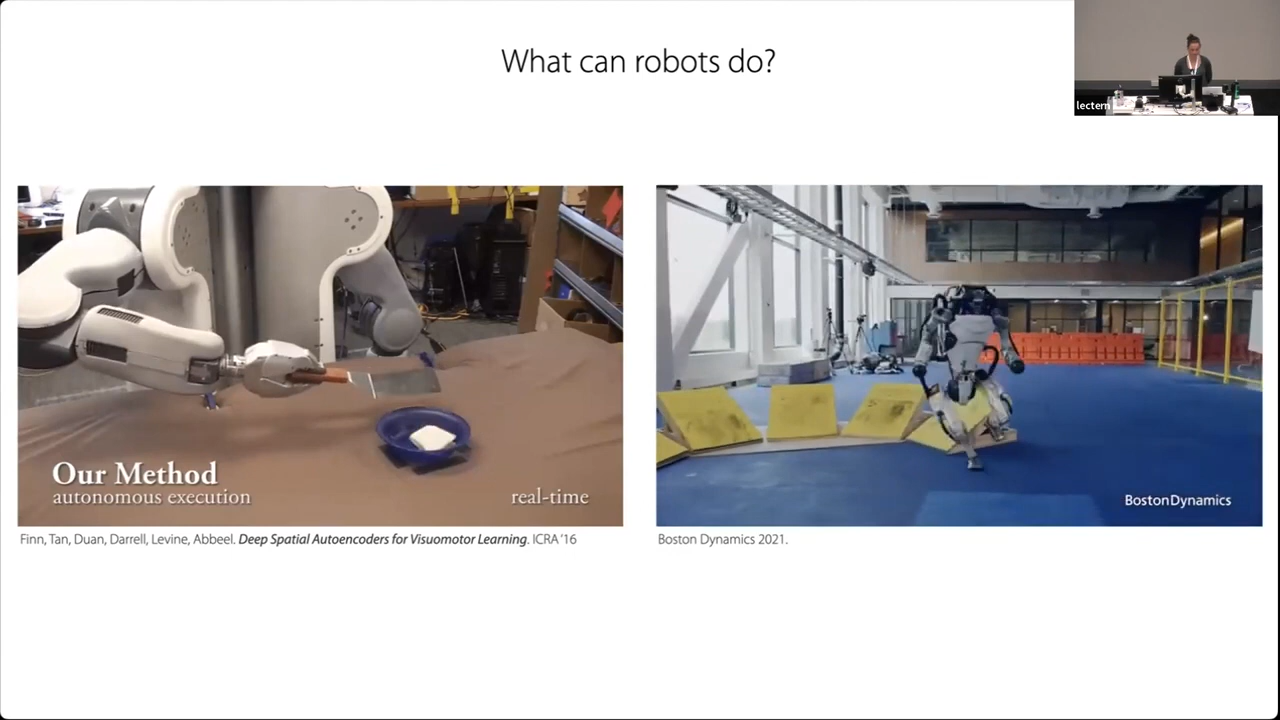 What can robots do?
lectern
Our Method
autonomous execution
real-time
BostonDynamics
Finn, Tan, Duan, Darrell, Levine, Abbeel. Deep Spatial Autoencoders for Visuomotor Learning. ICRA '16
Boston Dynamics 2021.